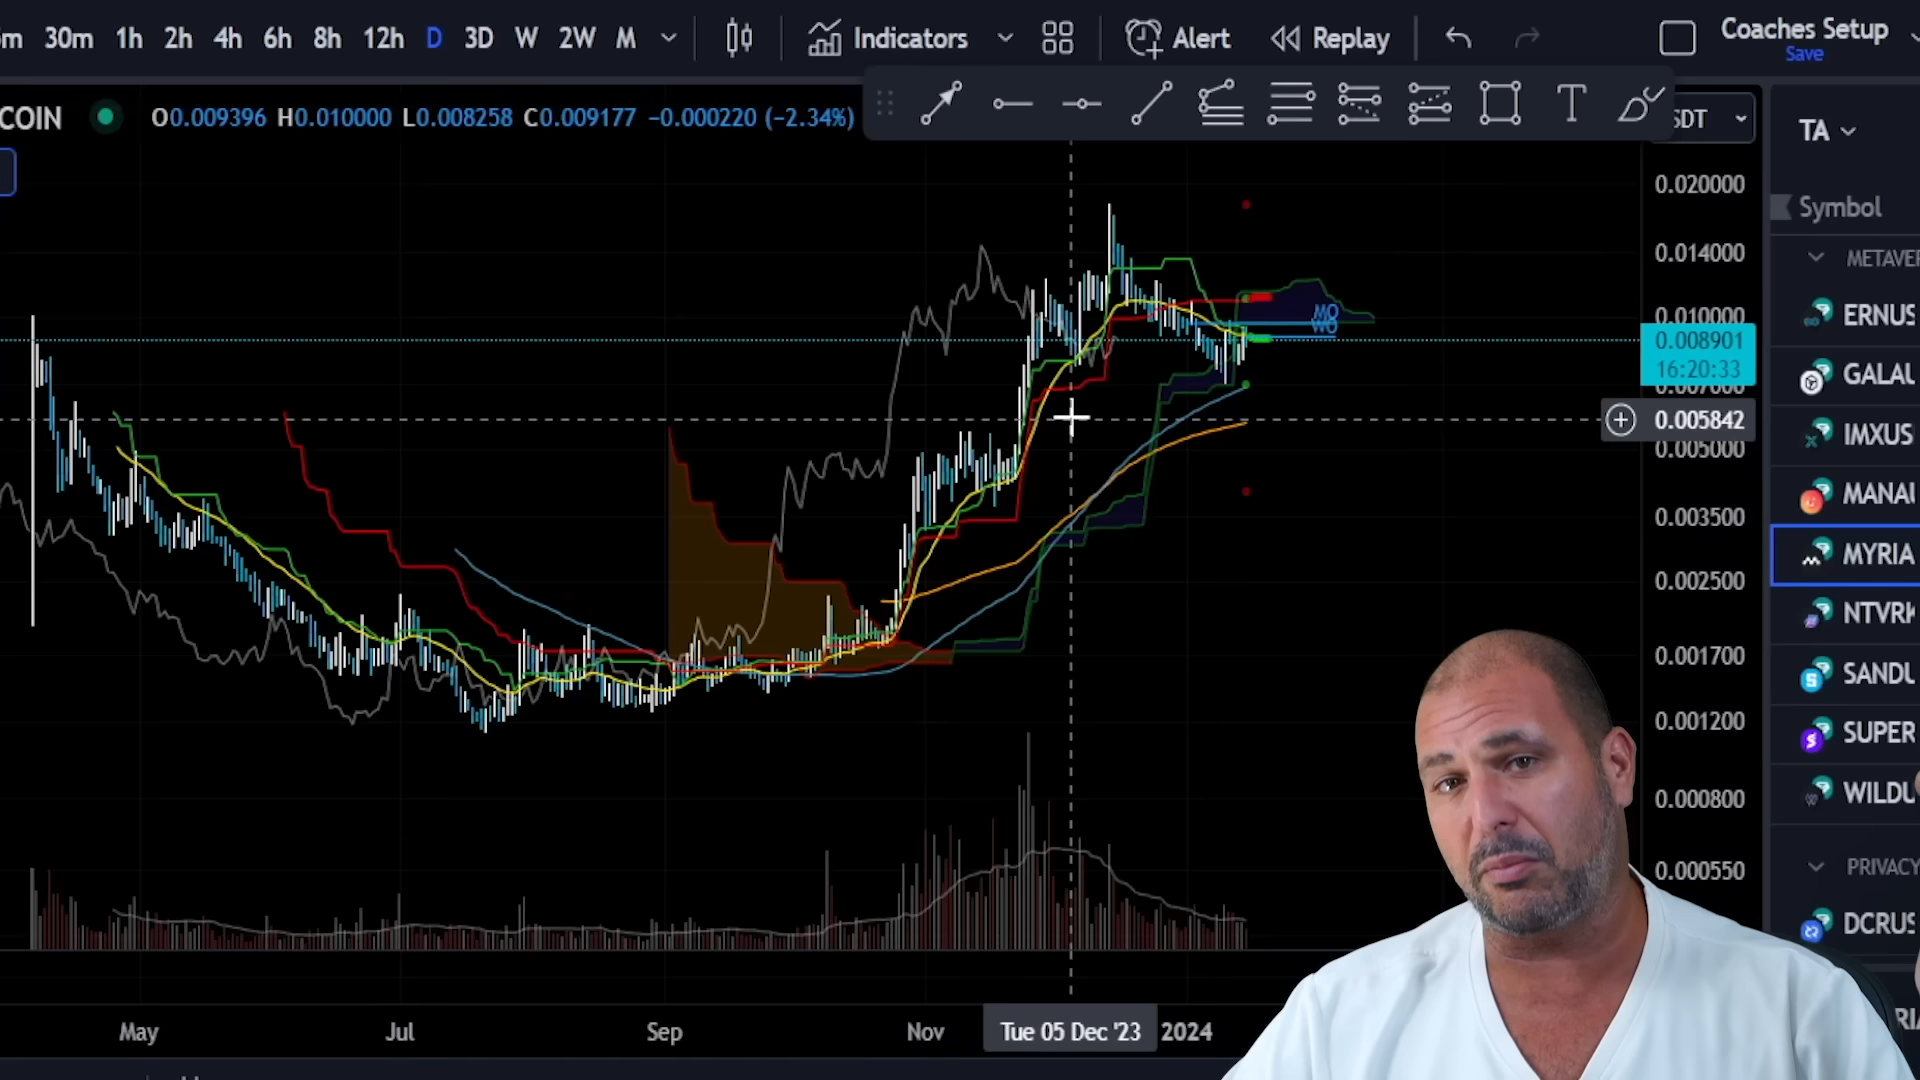 30m 1h 2h 4h 6h 8h 12h D 3D W 2W M Indicators Alert Replay Coaches Setup
Save
COIN O0.009396 H0.010000 L0.008258 C0.009177 −0.000220 (−2.34%)
TA
Symbol
0.020000
0.014000
0.010000
0.008901
16:20:33
0.005842
0.005000
0.003500
0.002500
0.001700
0.001200
0.000800
0.000550
MO
WO
METAVE
ERNUS
GALAU
IMXUS
MANAU
MYRIA
NTVRK
SANDU
SUPER
WILDU
PRIVACY
DCRUS
May Jul Sep Nov Tue 05 Dec '23 2024